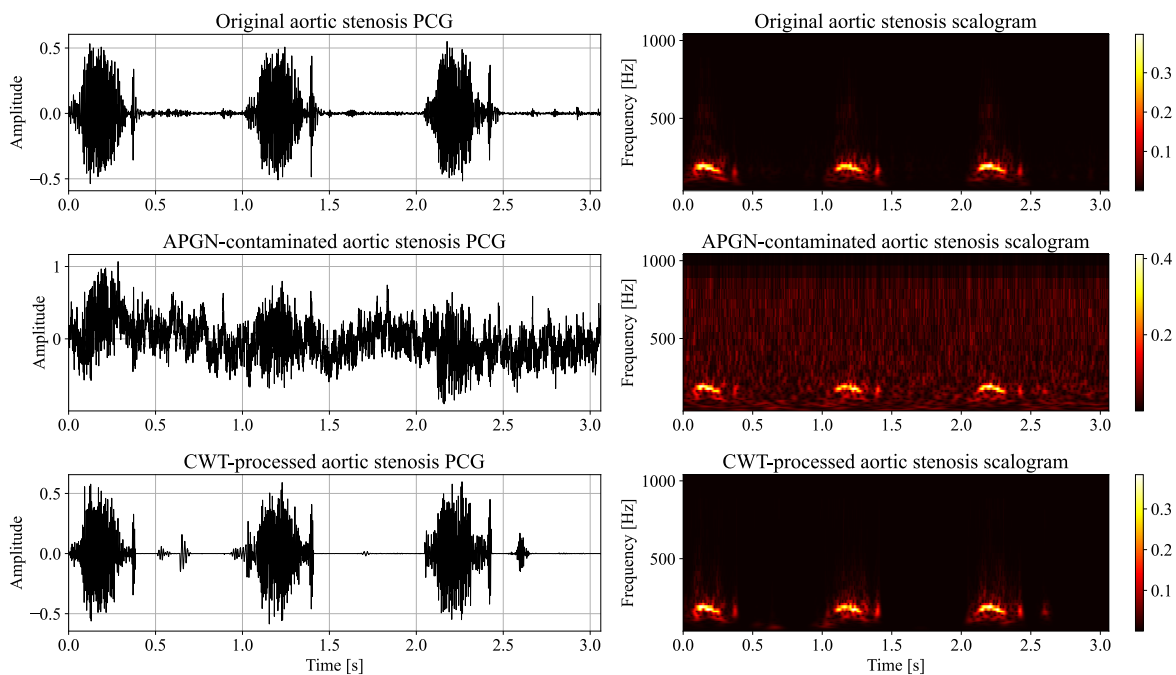 Original aortic stenosis PCG
Original aortic stenosis scalogram
Amplitude
0.5
0.0
−0.5
0.0 0.5 1.0 1.5 2.0 2.5 3.0
Frequency [Hz]
1000
500
0.0 0.5 1.0 1.5 2.0 2.5 3.0
0.3
0.2
0.1
APGN-contaminated aortic stenosis PCG
APGN-contaminated aortic stenosis scalogram
Amplitude
1
0
0.0 0.5 1.0 1.5 2.0 2.5 3.0
Frequency [Hz]
1000
500
0.0 0.5 1.0 1.5 2.0 2.5 3.0
0.4
0.3
0.2
0.1
CWT-processed aortic stenosis PCG
CWT-processed aortic stenosis scalogram
Amplitude
0.5
0.0
−0.5
0.0 0.5 1.0 1.5 2.0 2.5 3.0
Time [s]
Frequency [Hz]
1000
500
0.0 0.5 1.0 1.5 2.0 2.5 3.0
Time [s]
0.3
0.2
0.1